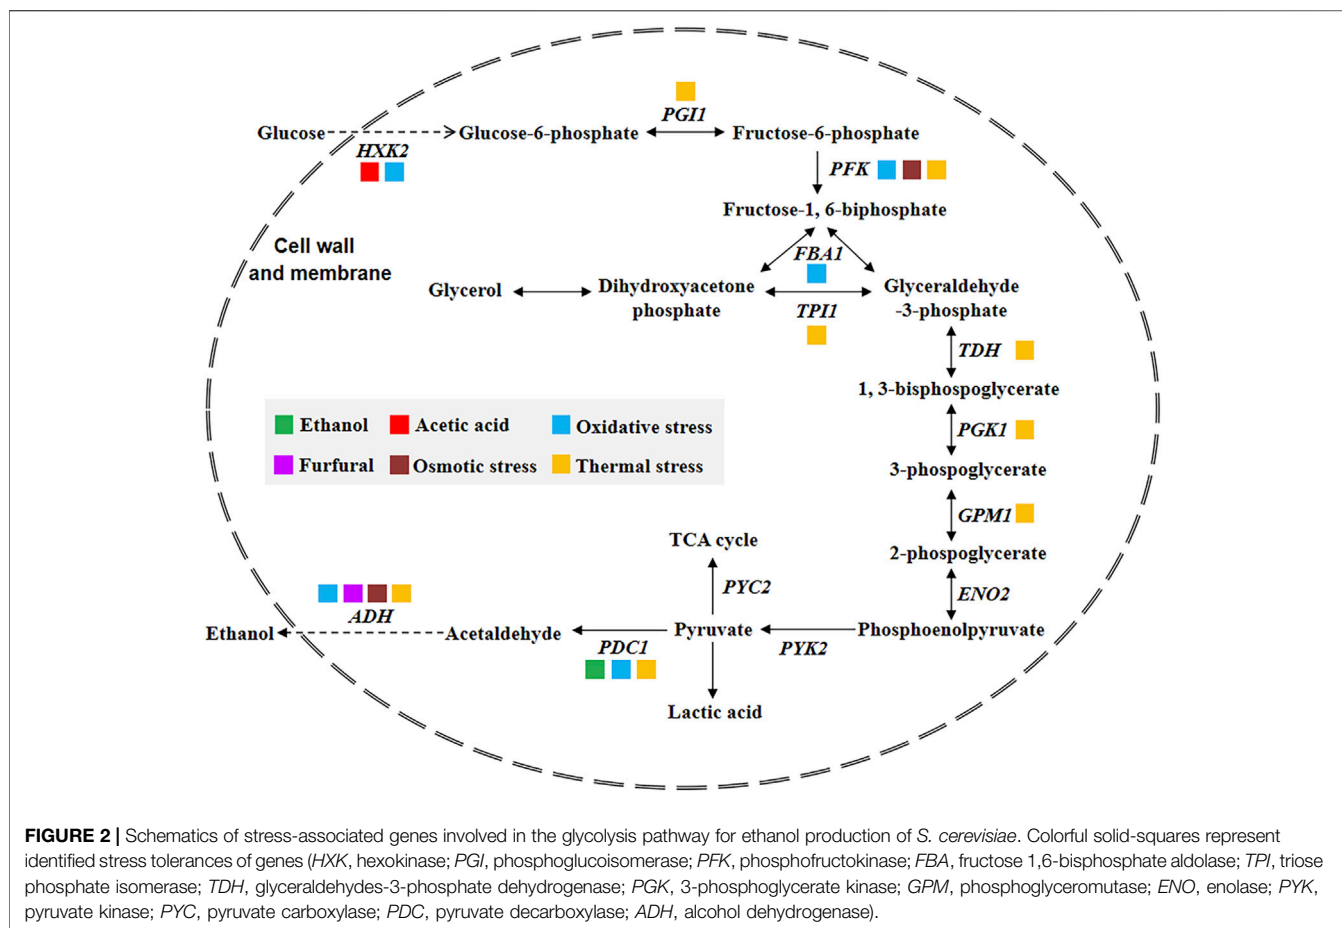 PGI1
Glucose
Glucose-6-phosphate
Fructose-6-phosphate
HXK2
PFK
Fructose-1, 6-biphosphate
Cell wall
and membrane
FBA1
Glycerol
Dihydroxyacetone
phosphate
Glyceraldehyde
-3-phosphate
TPI1
TDH
1, 3-bisphospoglycerate
Ethanol
Acetic acid
Oxidative stress
PGK1
Furfural
Osmotic stress
Thermal stress
3-phospoglycerate
GPM1
TCA cycle
2-phospoglycerate
PYC2
ENO2
ADH
Ethanol
Acetaldehyde
Pyruvate
Phosphoenolpyruvate
PDC1
PYK2
Lactic acid
FIGURE 2 | Schematics of stress-associated genes involved in the glycolysis pathway for ethanol production of S. cerevisiae. Colorful solid-squares represent
identified stress tolerances of genes (HXK, hexokinase; PGI, phosphoglucoisomerase; PFK, phosphofructokinase; FBA, fructose 1,6-bisphosphate aldolase; TPI, triose
phosphate isomerase; TDH, glyceraldehydes-3-phosphate dehydrogenase; PGK, 3-phosphoglycerate kinase; GPM, phosphoglyceromutase; ENO, enolase; PYK,
pyruvate kinase; PYC, pyruvate carboxylase; PDC, pyruvate decarboxylase; ADH, alcohol dehydrogenase).